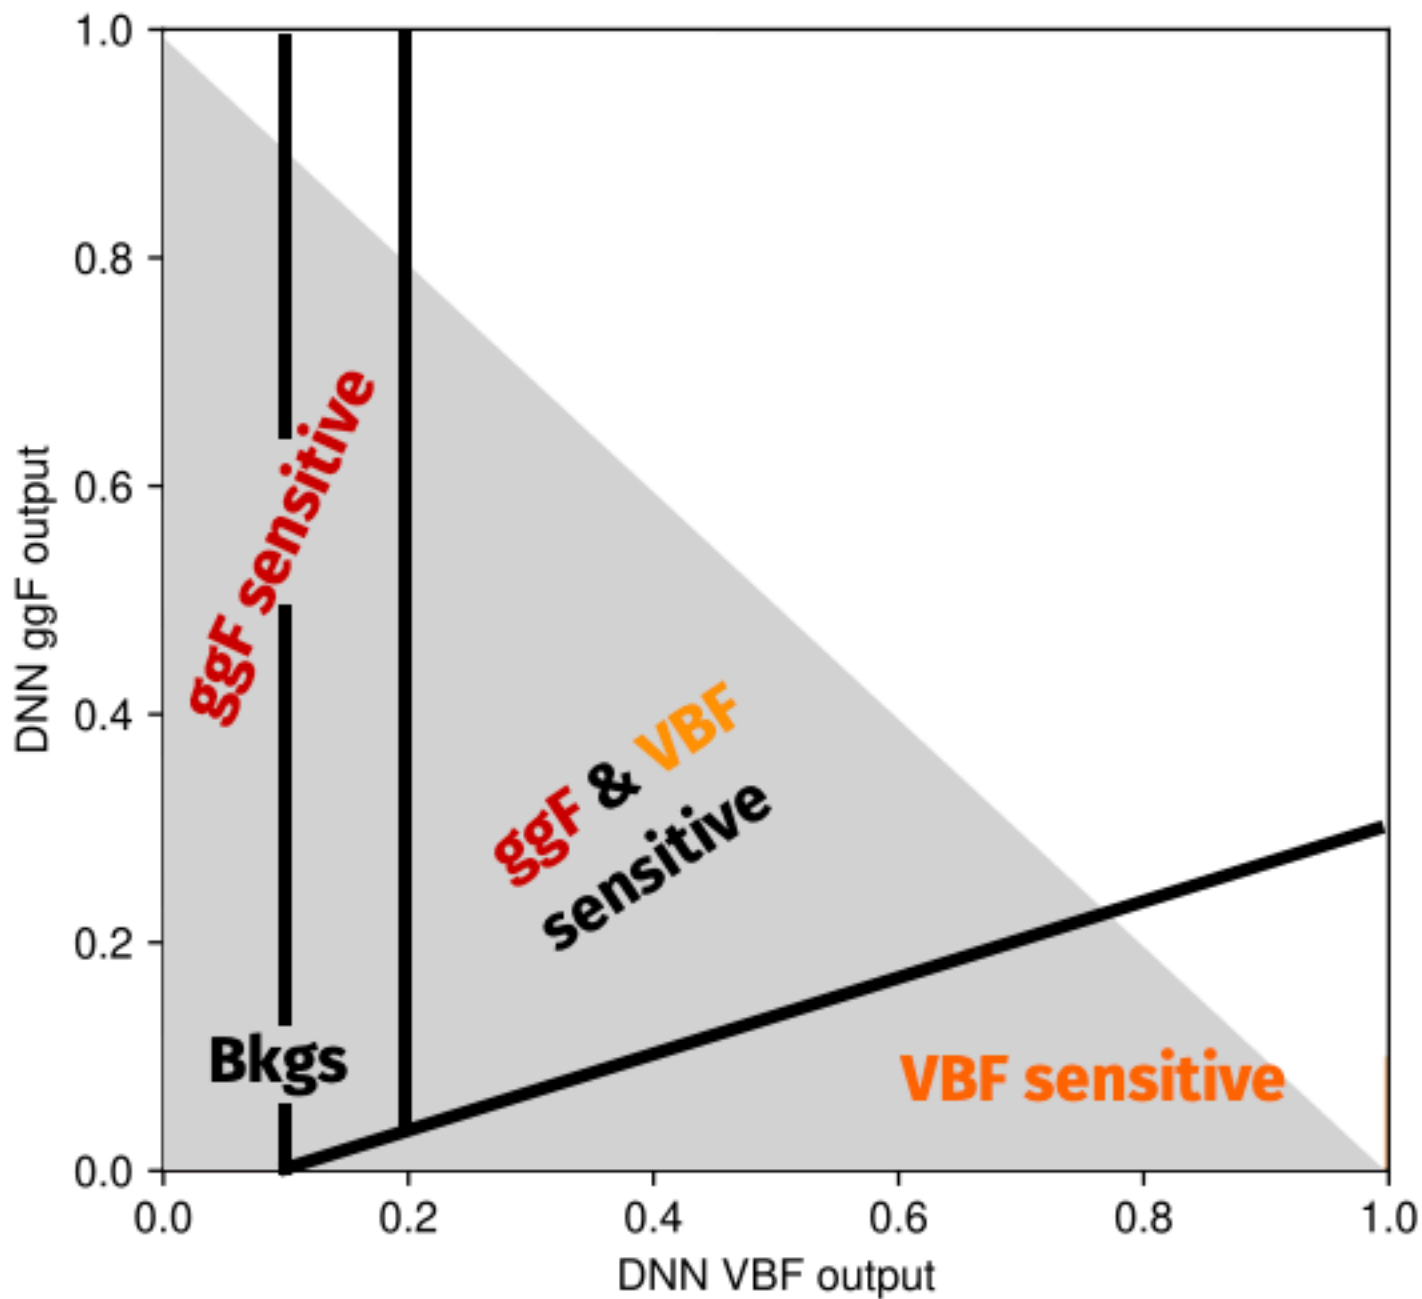 1.0
0.8
0.6
0.4
0.2
0.0
DNN ggF output
ggF sensitive
ggF & VBF
sensitive
Bkgs
VBF sensitive
0.0 0.2 0.4 0.6 0.8 1.0
DNN VBF output